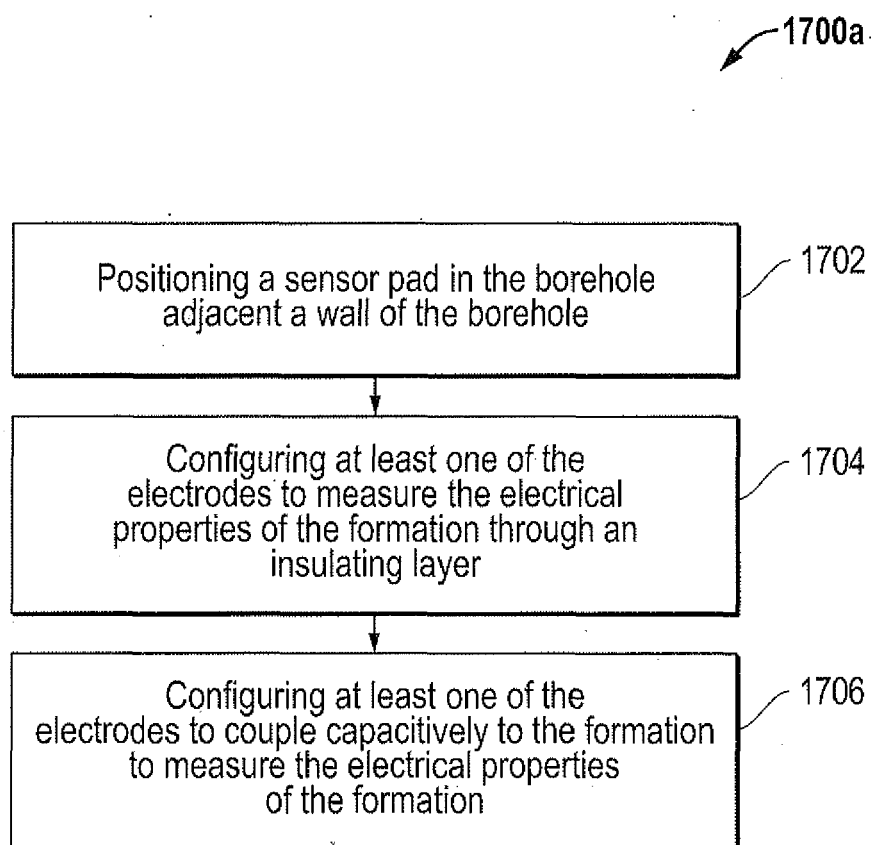 1700a
Positioning a sensor pad in the borehole
adjacent a wall of the borehole
1702
Configuring at least one of the
electrodes to measure the electrical
properties of the formation through an
insulating layer
1704
Configuring at least one of the
electrodes to couple capacitively to the formation
to measure the electrical properties
of the formation
1706